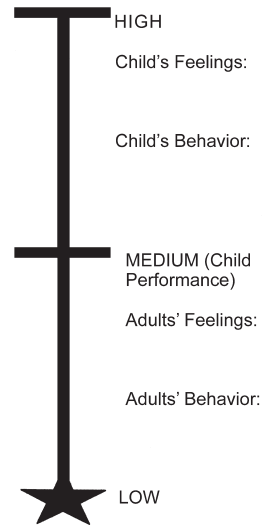 HIGH
Child’s Feelings:
Child’s Behavior:
MEDIUM (Child
Performance)
Adults’ Feelings:
Adults’ Behavior:
LOW